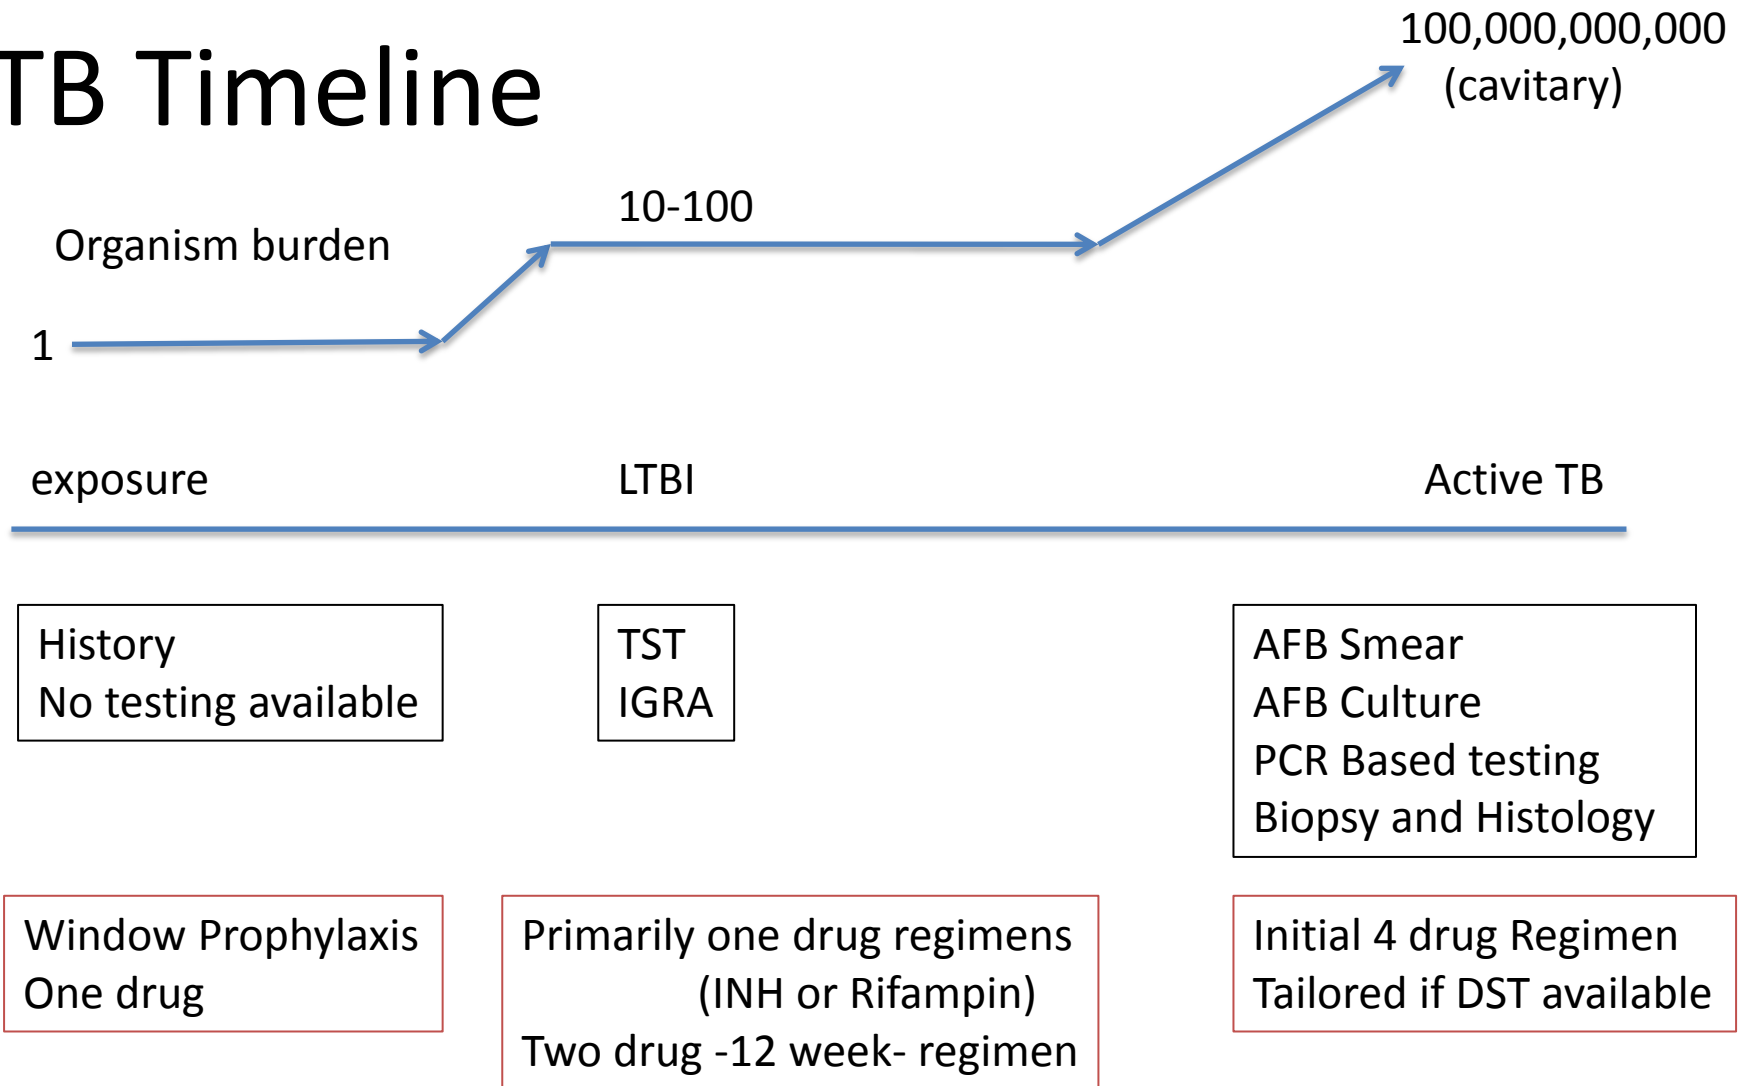 TB Timeline
100,000,000,000
(cavitary)
10-100
Organism burden
1
exposure
LTBI
Active TB
History
No testing available
TST
IGRA
AFB Smear
AFB Culture
PCR Based testing
Biopsy and Histology
Window Prophylaxis
One drug
Primarily one drug regimens
(INH or Rifampin)
Two drug -12 week- regimen
Initial 4 drug Regimen
Tailored if DST available